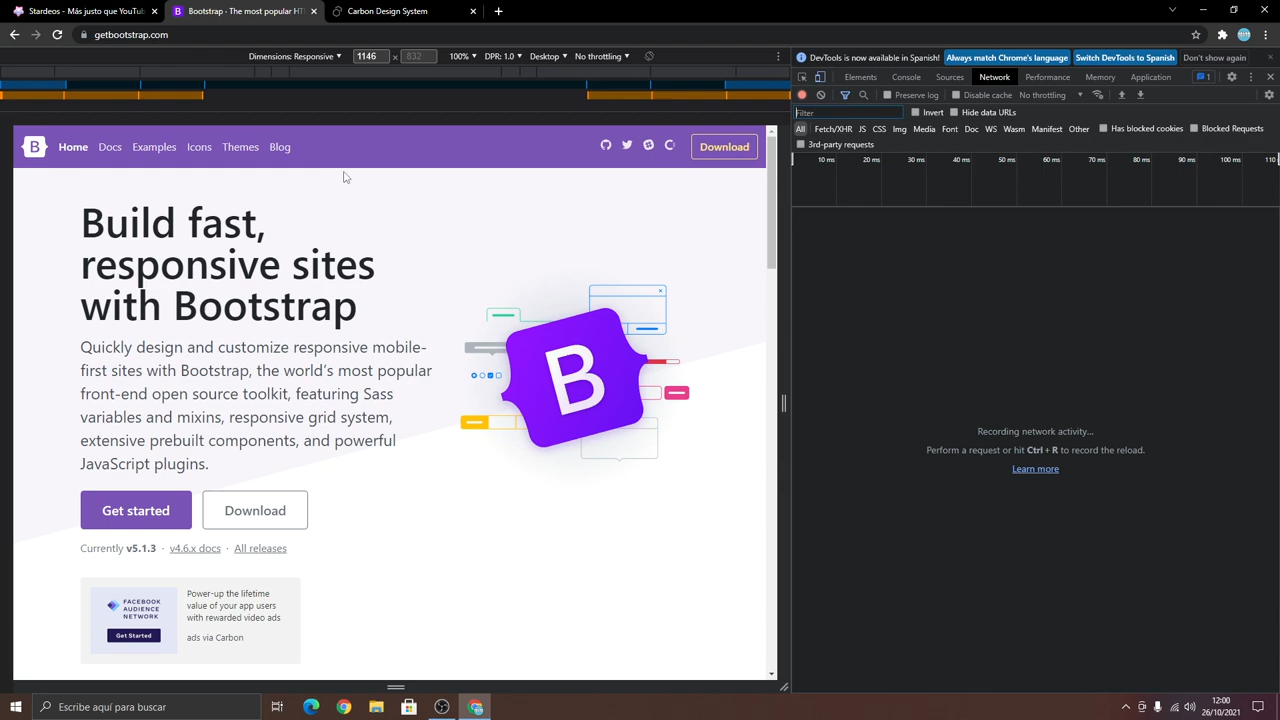 Stardeos - Más justo que YouTub
Bootstrap · The most popular HT
Carbon Design System
getbootstrap.com
Dimensions: Responsive 1146 x 832 100% DPR: 1.0 Desktop No throttling
DevTools is now available in Spanish! Always match Chrome's language Switch DevTools to Spanish Don't show again
Elements Console Sources Network Performance Memory Application 1
Preserve log Disable cache No throttling
Filter Invert Hide data URLs
All Fetch/XHR JS CSS Img Media Font Doc WS Wasm Manifest Other Has blocked cookies Blocked Requests
3rd-party requests
10 ms 20 ms 30 ms 40 ms 50 ms 60 ms 70 ms 80 ms 90 ms 100 ms 110
Recording network activity...
Perform a request or hit Ctrl + R to record the reload.
Learn more
B Home Docs Examples Icons Themes Blog Download
Build fast,
responsive sites
with Bootstrap
Quickly design and customize responsive mobile-
first sites with Bootstrap, the world's most popular
front-end open source toolkit, featuring Sass
variables and mixins, responsive grid system,
extensive prebuilt components, and powerful
JavaScript plugins.
B
Get started Download
Currently v5.1.3 · v4.6.x docs · All releases
FACEBOOK
AUDIENCE
NETWORK
Get Started
Power-up the lifetime
value of your app users
with rewarded video ads
ads via Carbon
Escribe aquí para buscar
12:00
26/10/2021